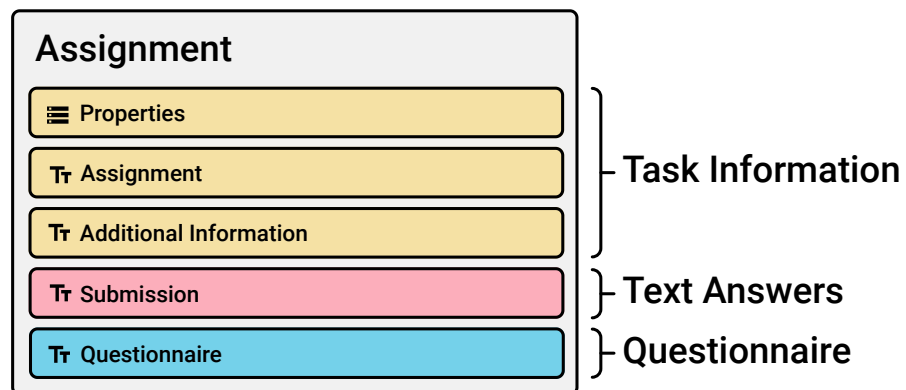 Assignment
Properties
Assignment
Additional Information
Task Information
Submission
Text Answers
Questionnaire
Questionnaire